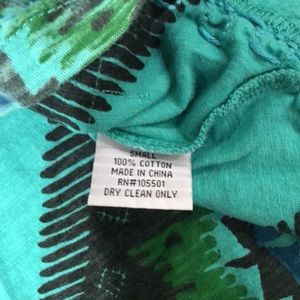 SMALL
100% COTTON
MADE IN CHINA
RN#105501
DRY CLEAN ONLY